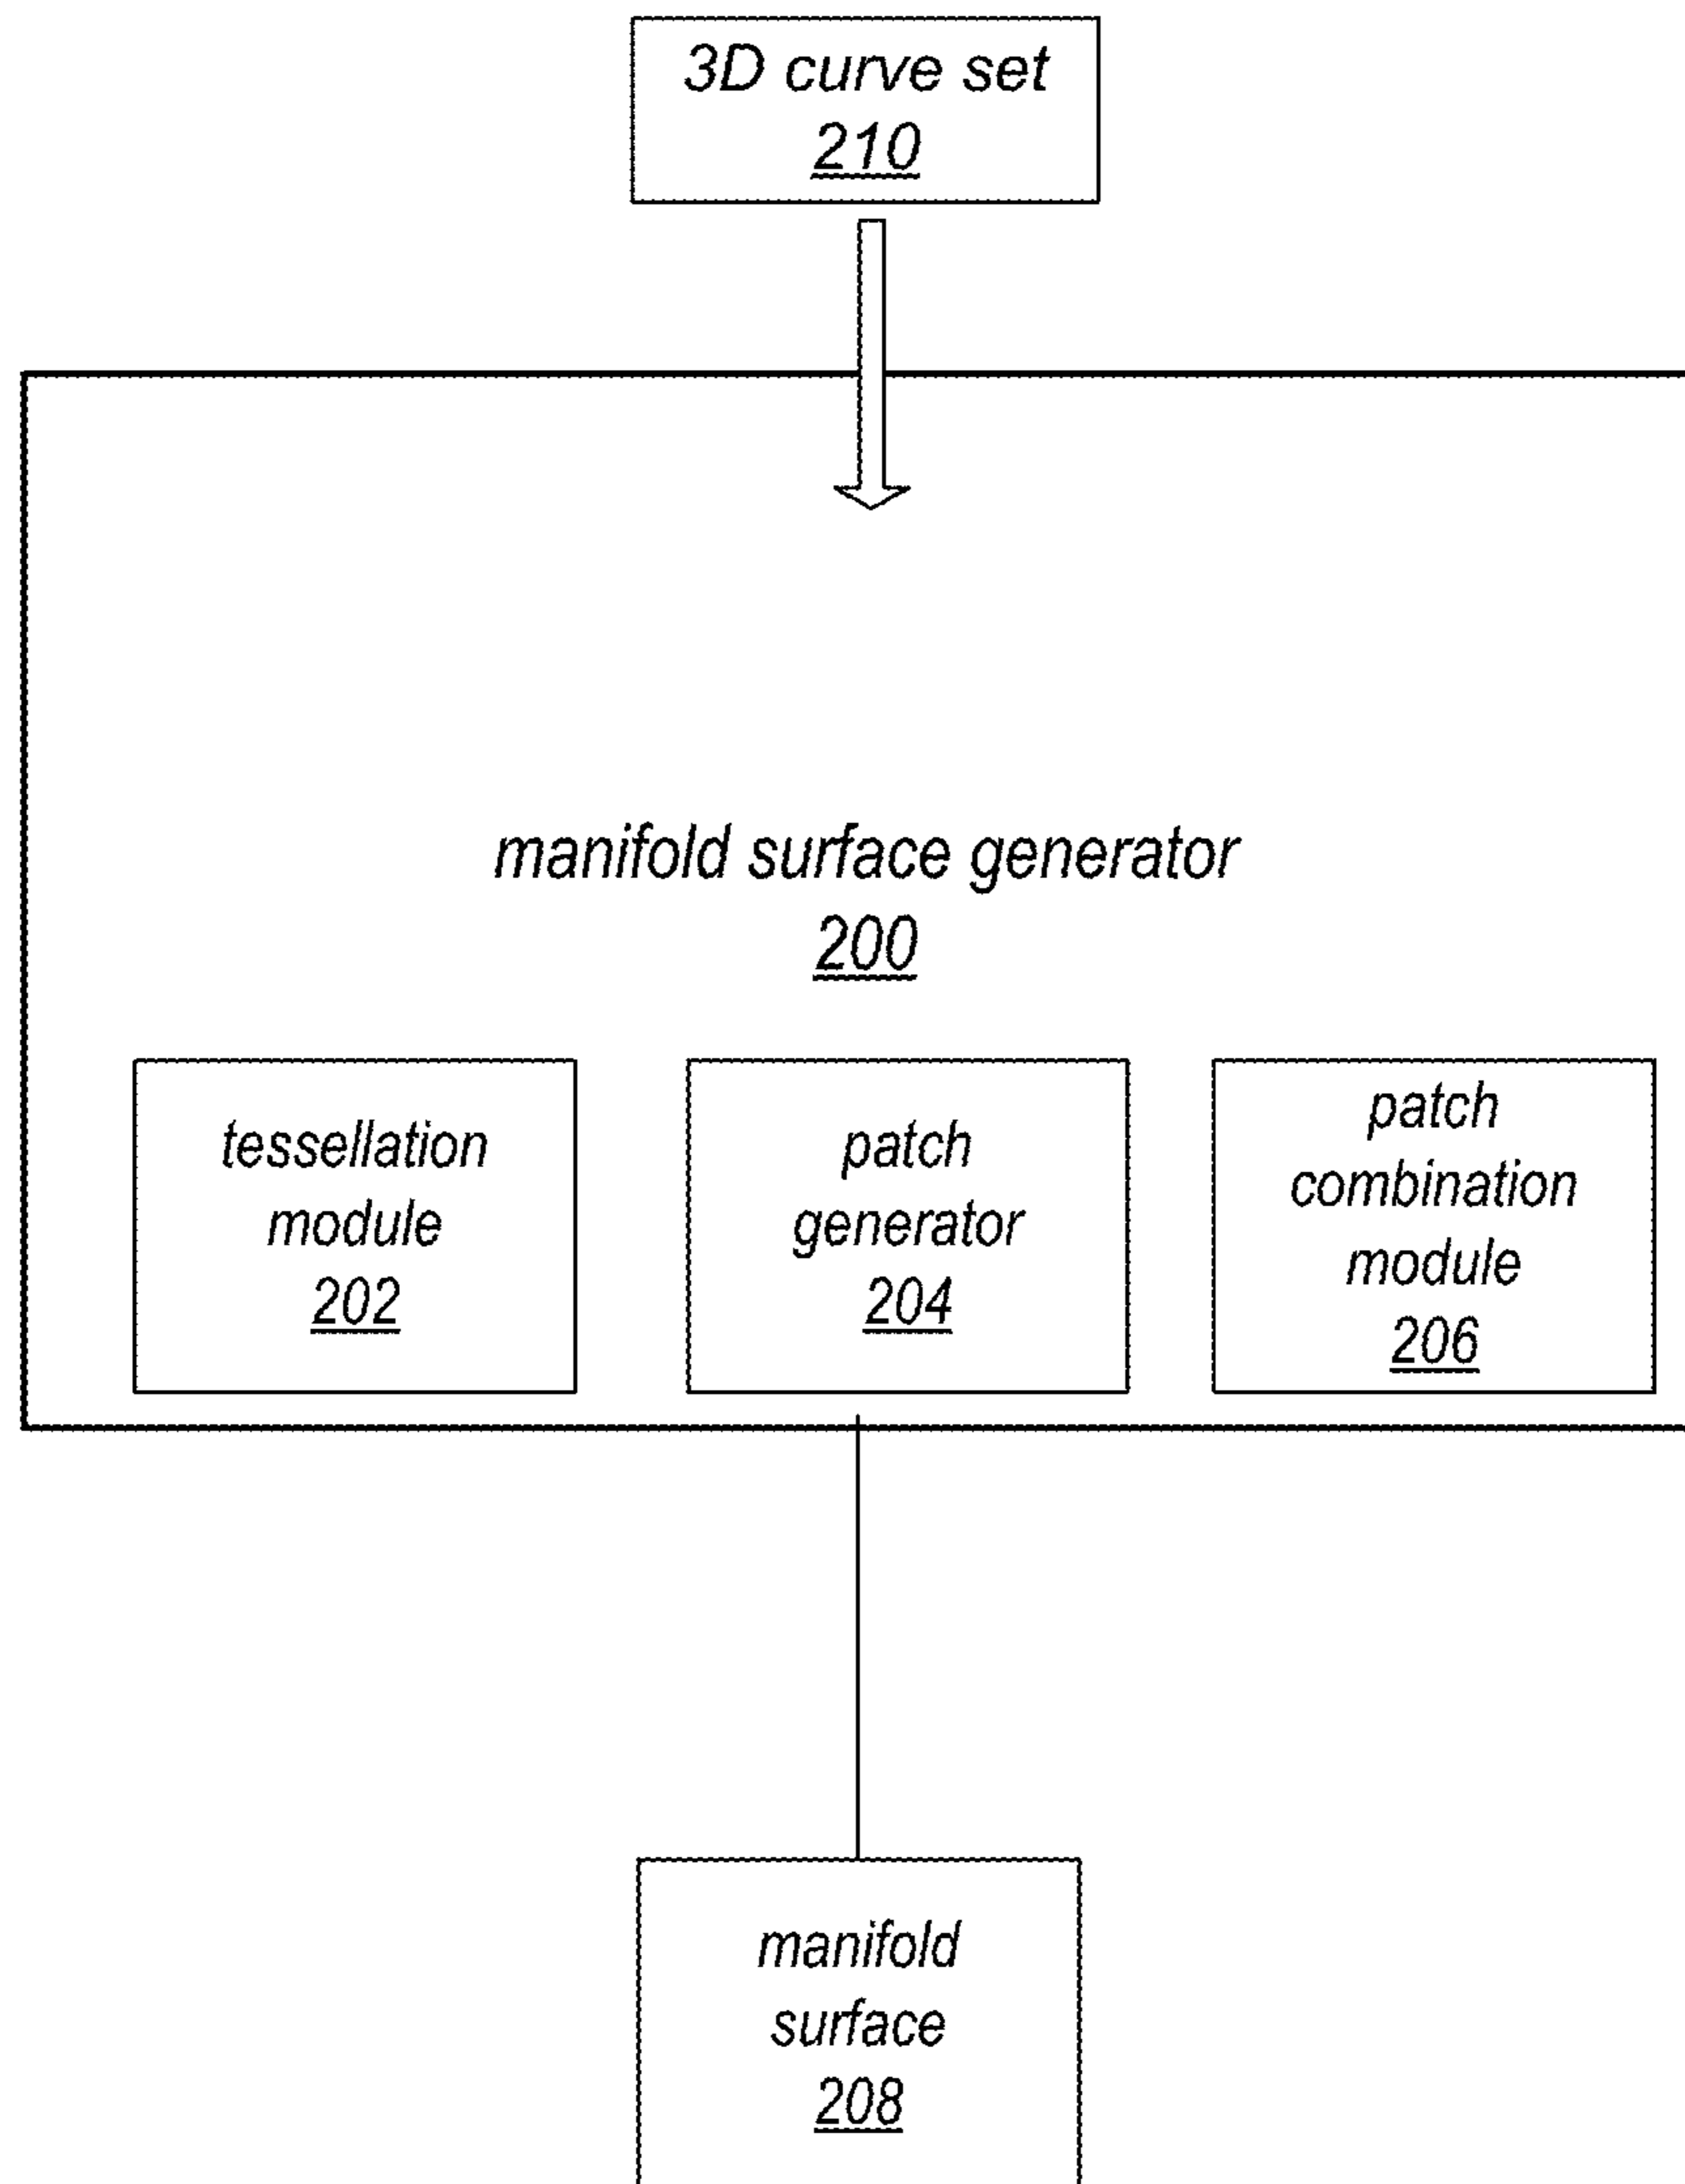 3D curve set
210
manifold surface generator
200
tessellation
module
202
patch
generator
204
patch
combination
module
206
manifold
surface
208